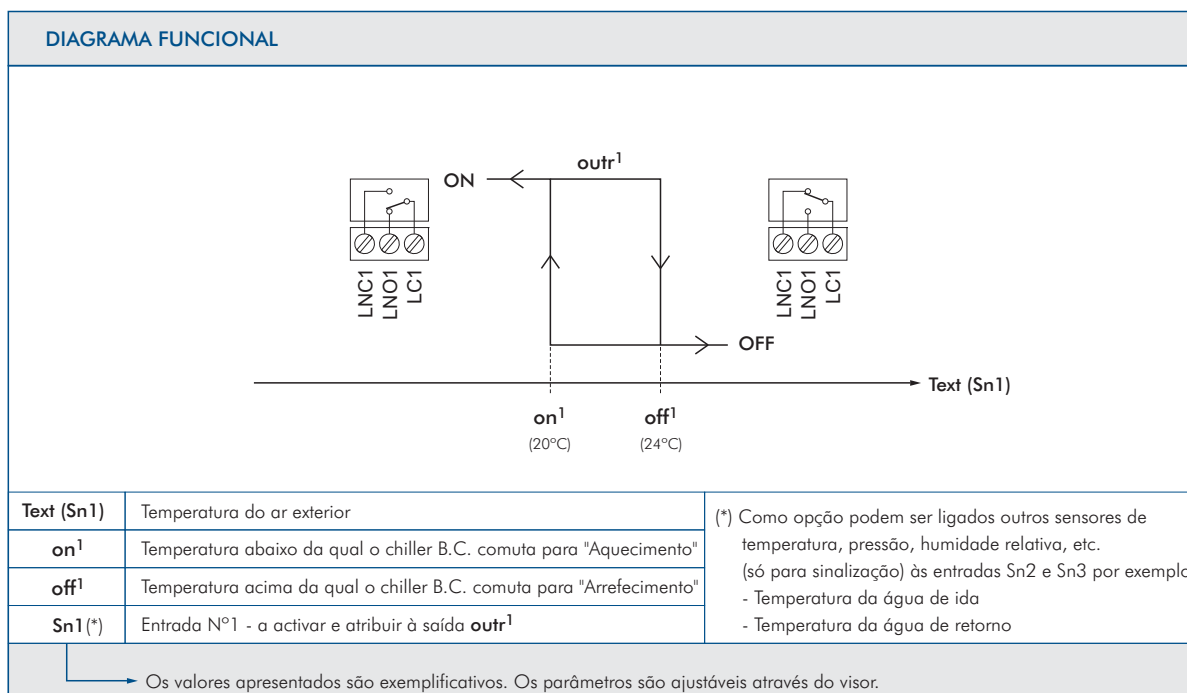 DIAGRAMA FUNCIONAL
outr¹
ON
LNC1
LNO1
LC1
LNC1
LNO1
LC1
OFF
Text (Sn1)
on¹
off¹
(20ºC)
(24ºC)
Text (Sn1)
Temperatura do ar exterior
on¹
Temperatura abaixo da qual o chiller B.C. comuta para "Aquecimento"
off¹
Temperatura acima da qual o chiller B.C. comuta para "Arrefecimento"
Sn1(*)
Entrada Nº1 - a activar e atribuir à saída outr¹
(*) Como opção podem ser ligados outros sensores de
temperatura, pressão, humidade relativa, etc.
(só para sinalização) às entradas Sn2 e Sn3 por exemplo
- Temperatura da água de ida
- Temperatura da água de retorno
Os valores apresentados são exemplificativos. Os parâmetros são ajustáveis através do visor.